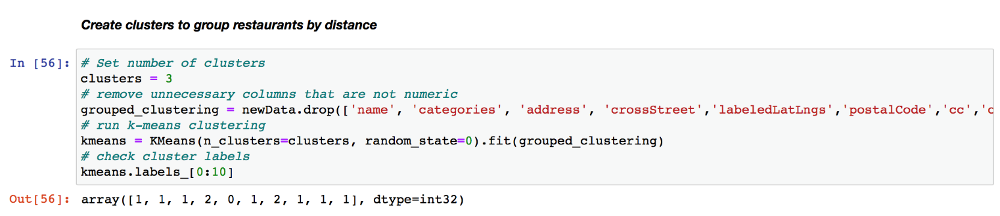 Create clusters to group restaurants by distance
In [56]: # Set number of clusters
clusters = 3
# remove unnecessary columns that are not numeric
grouped_clustering = newData.drop(['name', 'categories', 'address', 'crossStreet','labeledLatLngs','postalCode','cc','c
# run k-means clustering
kmeans = KMeans(n_clusters=clusters, random_state=0).fit(grouped_clustering)
# check cluster labels
kmeans.labels_[0:10]
Out[56]: array([1, 1, 1, 2, 0, 1, 2, 1, 1, 1], dtype=int32)